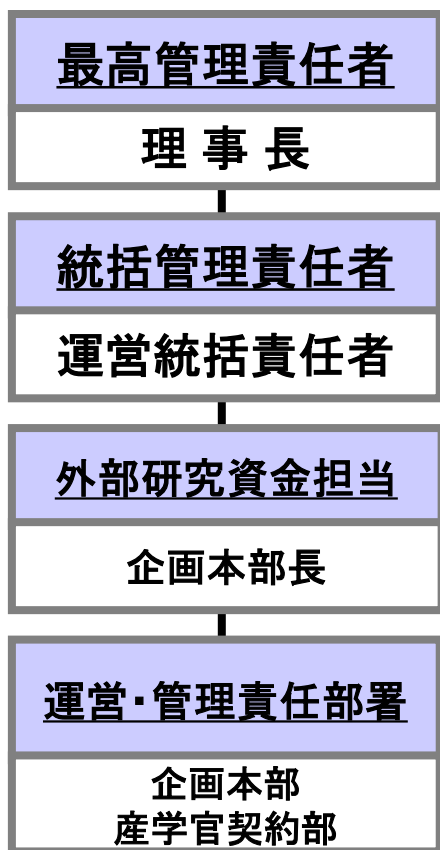 最高管理責任者
理 事 長
統括管理責任者
運営統括責任者
外部研究資金担当
企画本部長
運営・管理責任部署
企画本部
産学官契約部